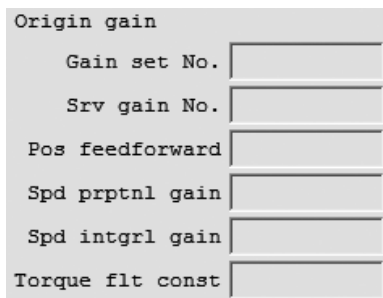 Origin gain
Gain set No.
Srv gain No.
Pos feedforward
Spd prptnl gain
Spd intgrl gain
Torque flt const